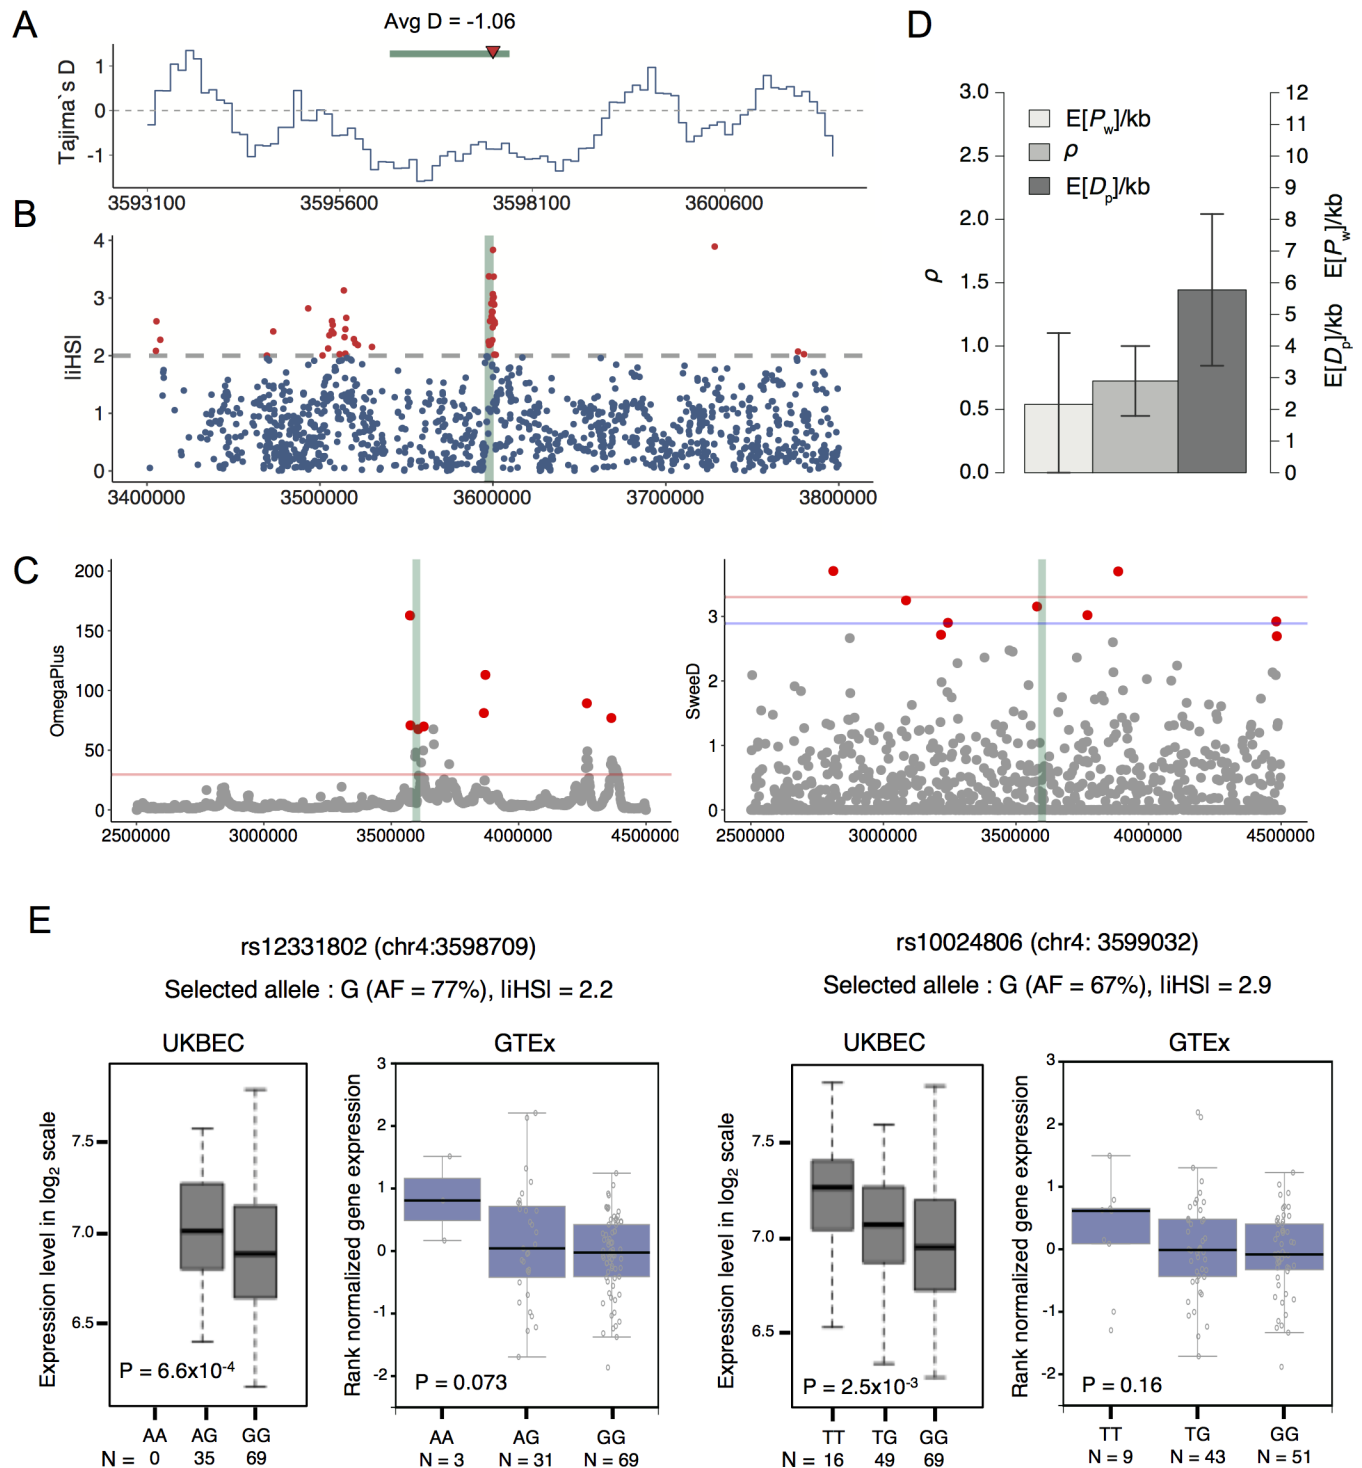 A
Avg D = -1.06
Tajima`s D
1
0
-1
3593100
3595600
3598100
3600600
B
|iHS|
4
3
2
1
0
3400000
3500000
3600000
3700000
3800000
C
OmegaPlus
200
150
100
50
0
2500000
3000000
3500000
4000000
4500000
SweeD
3
2
1
0
2500000
3000000
3500000
4000000
4500000
D
ρ
3.0
2.5
2.0
1.5
1.0
0.5
0.0
E[Pw]/kb
ρ
E[Dp]/kb
12
11
10
9
8
7
6
5
4
3
2
1
0
E[Dp]/kb E[Pw]/kb
E
rs12331802 (chr4:3598709)
Selected allele : G (AF = 77%), |iHS| = 2.2
UKBEC
Expression level in log2 scale
7.5
7.0
6.5
P = 6.6x10-4
AA AG GG
N = 0 35 69
GTEx
Rank normalized gene expression
3
2
1
0
-1
-2
P = 0.073
AA AG GG
N = 3 N = 31 N = 69
rs10024806 (chr4: 3599032)
Selected allele : G (AF = 67%), |iHS| = 2.9
UKBEC
Expression level in log2 scale
7.5
7.0
6.5
P = 2.5x10-3
TT TG GG
N = 16 49 69
GTEx
Rank normalized gene expression
3
2
1
0
-1
-2
P = 0.16
TT TG GG
N = 9 N = 43 N = 51